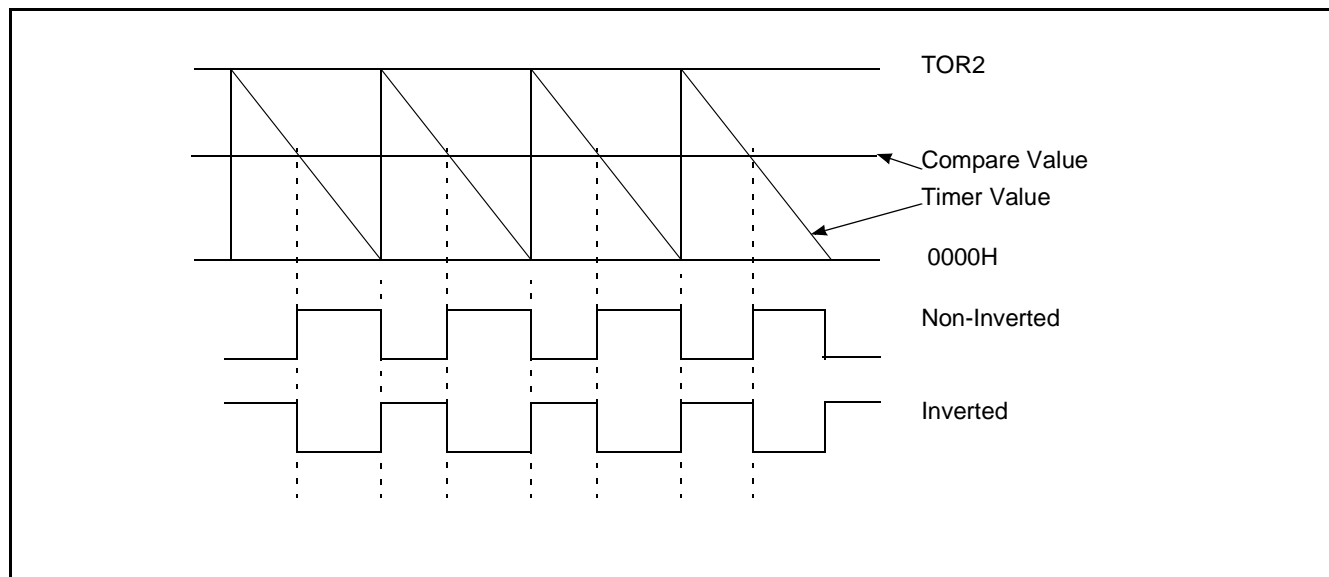 TOR2
Compare Value
Timer Value
0000H
Non-Inverted
Inverted